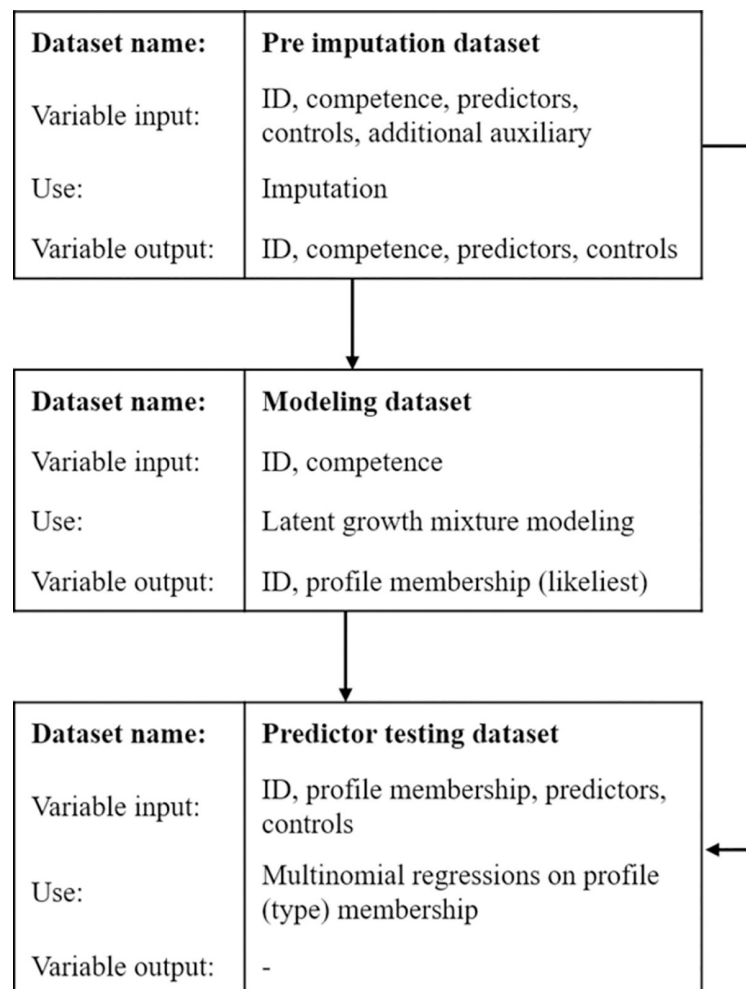 Dataset name: Pre imputation dataset
Variable input: ID, competence, predictors,
controls, additional auxiliary
Use: Imputation
Variable output: ID, competence, predictors, controls
Dataset name: Modeling dataset
Variable input: ID, competence
Use: Latent growth mixture modeling
Variable output: ID, profile membership (likeliest)
Dataset name: Predictor testing dataset
Variable input: ID, profile membership, predictors,
controls
Use: Multinomial regressions on profile
(type) membership
Variable output: -